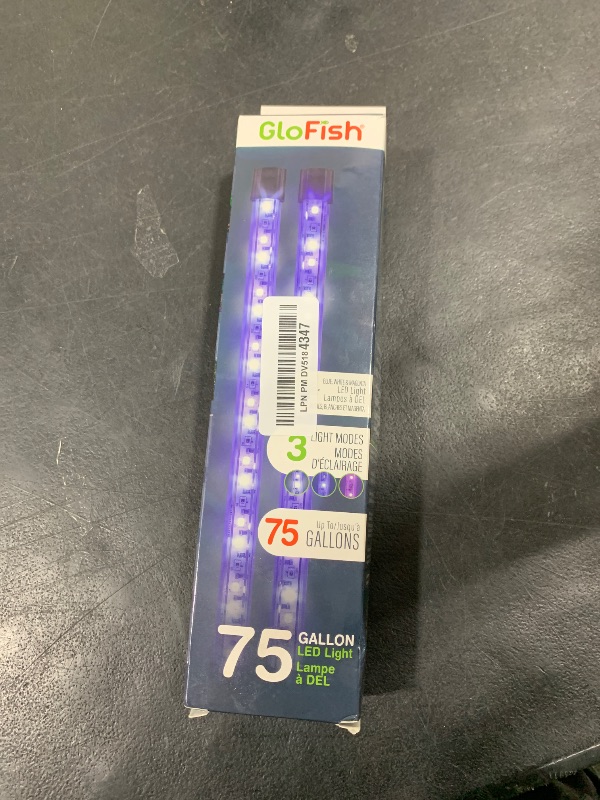 GloFish
LPN PM DV518 4347
LED Light
Lampes à DEL
3 LIGHT MODES
MODES
D'ÉCLAIRAGE
75 Up To/Jusqu'à
GALLONS
75 GALLON
LED Light
Lampe
à DEL